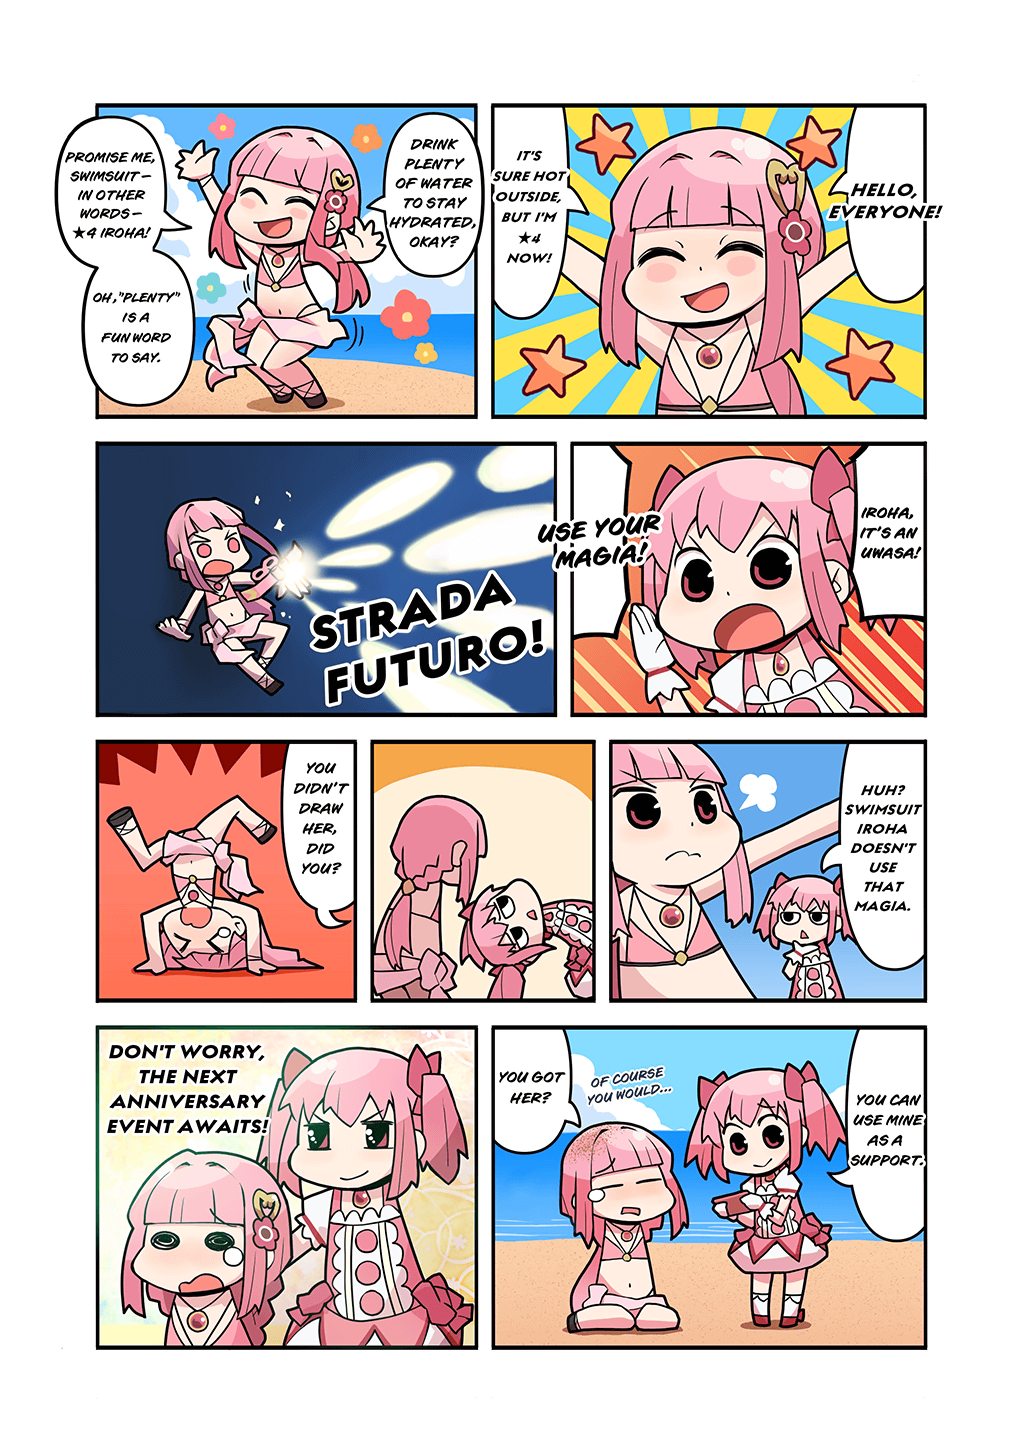 HELLO,
EVERYONE!
IT'S
SURE HOT
OUTSIDE,
BUT I'M
★4
NOW!
DRINK
PLENTY
OF WATER
TO STAY
HYDRATED,
OKAY?
PROMISE ME,
SWIMSUIT—
IN OTHER
WORDS—
★4 IROHA!
OH, "PLENTY"
IS A
FUN WORD
TO SAY.
IROHA,
IT'S AN
UWASA!
USE YOUR
MAGIA!
STRADA
FUTURO!
HUH?
SWIMSUIT
IROHA
DOESN'T
USE
THAT
MAGIA.
YOU
DIDN'T
DRAW
HER,
DID
YOU?
YOU CAN
USE MINE
AS A
SUPPORT.
OF COURSE
YOU WOULD...
YOU GOT
HER?
DON'T WORRY,
THE NEXT
ANNIVERSARY
EVENT AWAITS!